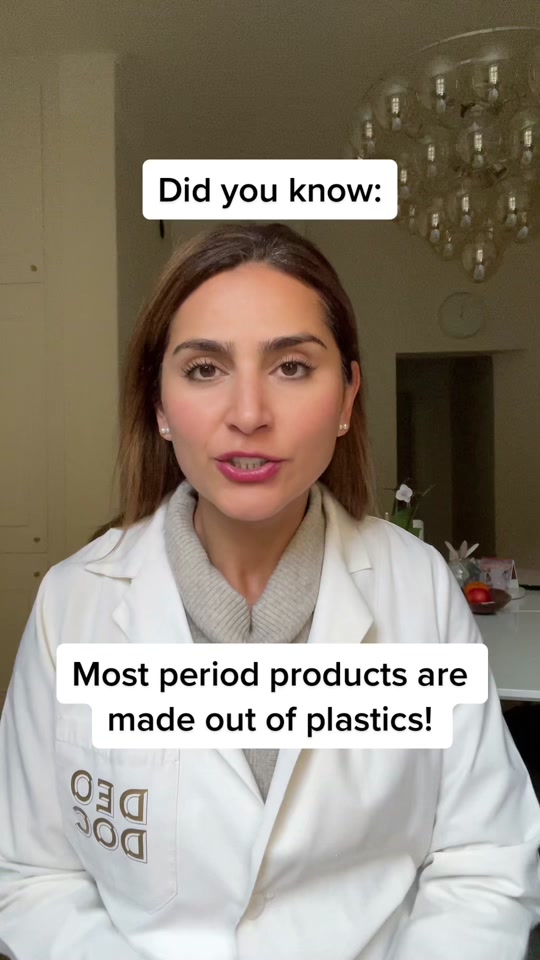 Did you know:
Most period products are
made out of plastics!
DEO
DOC